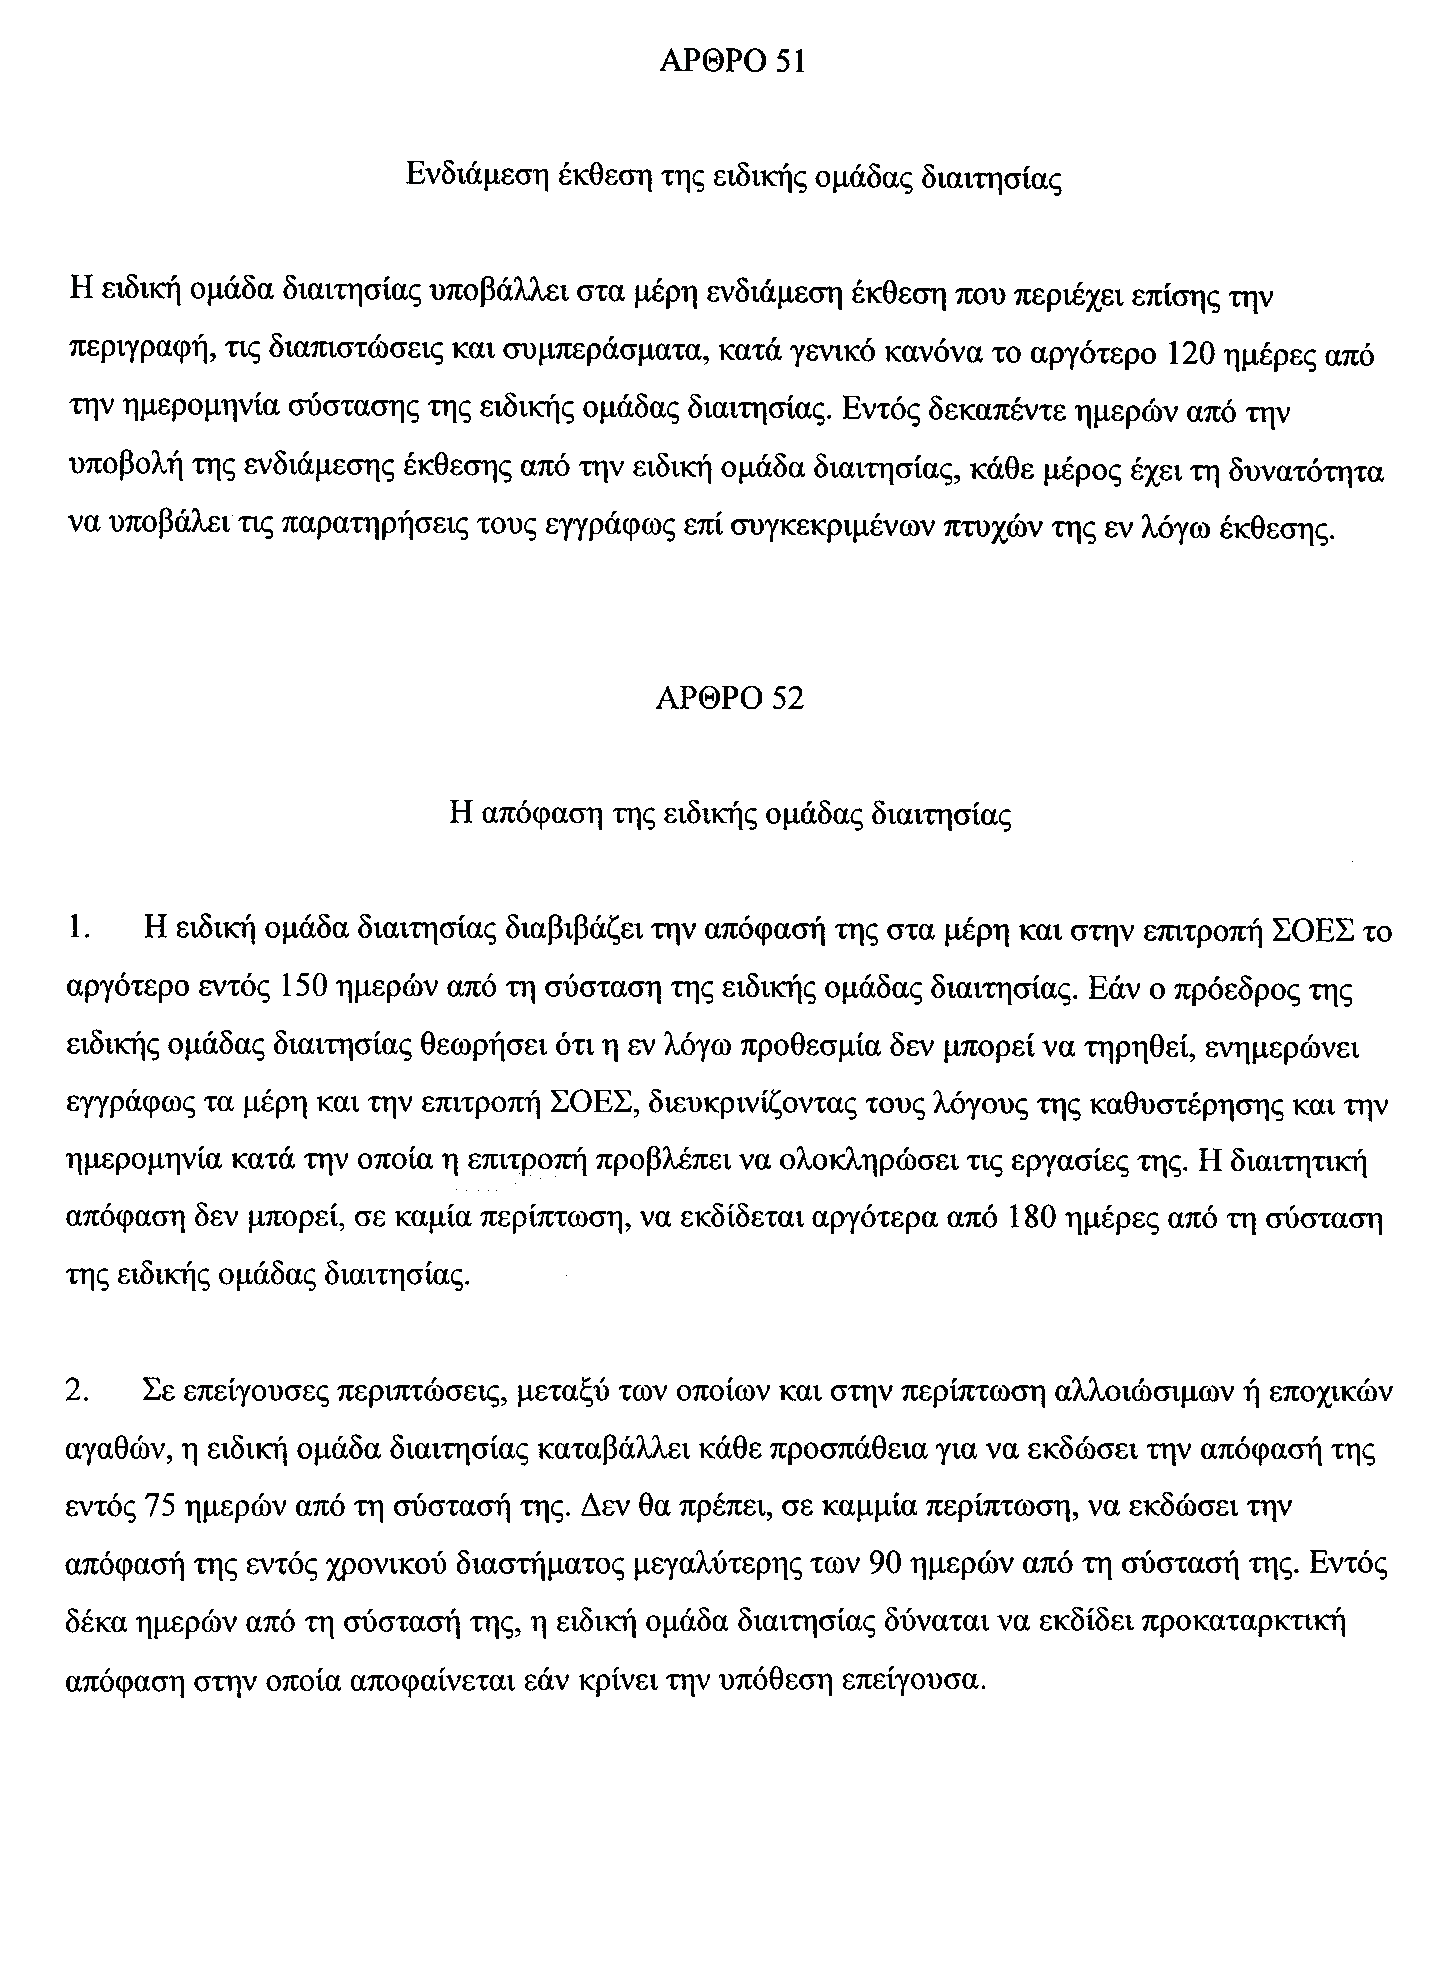 ΑΡΘΡΟ 51
Ενδιάμεση έκθεση της ειδικής ομάδας διαιτησίας
Η ειδική ομάδα διαιτησίας υποβάλλει στα μέρη ενδιάμεση έκθεση που περιέχει επίσης την
περιγραφή, τις διαπιστώσεις και συμπεράσματα, κατά γενικό κανόνα το αργότερο 120 ημέρες από
την ημερομηνία σύστασης της ειδικής ομάδας διαιτησίας. Εντός δεκαπέντε ημερών από την
υποβολή της ενδιάμεσης έκθεσης από την ειδική ομάδα διαιτησίας, κάθε μέρος έχει τη δυνατότητα
να υποβάλει τις παρατηρήσεις τους εγγράφως επί συγκεκριμένων πτυχών της εν λόγω έκθεσης.
ΑΡΘΡΟ 52
Η απόφαση της ειδικής ομάδας διαιτησίας
1. Η ειδική ομάδα διαιτησίας διαβιβάζει την απόφασή της στα μέρη και στην επιτροπή ΣΟΕΣ το
αργότερο εντός 150 ημερών από τη σύσταση της ειδικής ομάδας διαιτησίας. Εάν ο πρόεδρος της
ειδικής ομάδας διαιτησίας θεωρήσει ότι η εν λόγω προθεσμία δεν μπορεί να τηρηθεί, ενημερώνει
εγγράφως τα μέρη και την επιτροπή ΣΟΕΣ, διευκρινίζοντας τους λόγους της καθυστέρησης και την
ημερομηνία κατά την οποία η επιτροπή προβλέπει να ολοκληρώσει τις εργασίες της. Η διαιτητική
απόφαση δεν μπορεί, σε καμία περίπτωση, να εκδίδεται αργότερα από 180 ημέρες από τη σύσταση
της ειδικής ομάδας διαιτησίας.
2. Σε επείγουσες περιπτώσεις, μεταξύ των οποίων και στην περίπτωση αλλοιώσιμων ή εποχικών
αγαθών, η ειδική ομάδα διαιτησίας καταβάλλει κάθε προσπάθεια για να εκδώσει την απόφασή της
εντός 75 ημερών από τη σύστασή της. Δεν θα πρέπει, σε καμμία περίπτωση, να εκδώσει την
απόφασή της εντός χρονικού διαστήματος μεγαλύτερης των 90 ημερών από τη σύστασή της. Εντός
δέκα ημερών από τη σύστασή της, η ειδική ομάδα διαιτησίας δύναται να εκδίδει προκαταρκτική
απόφαση στην οποία αποφαίνεται εάν κρίνει την υπόθεση επείγουσα.